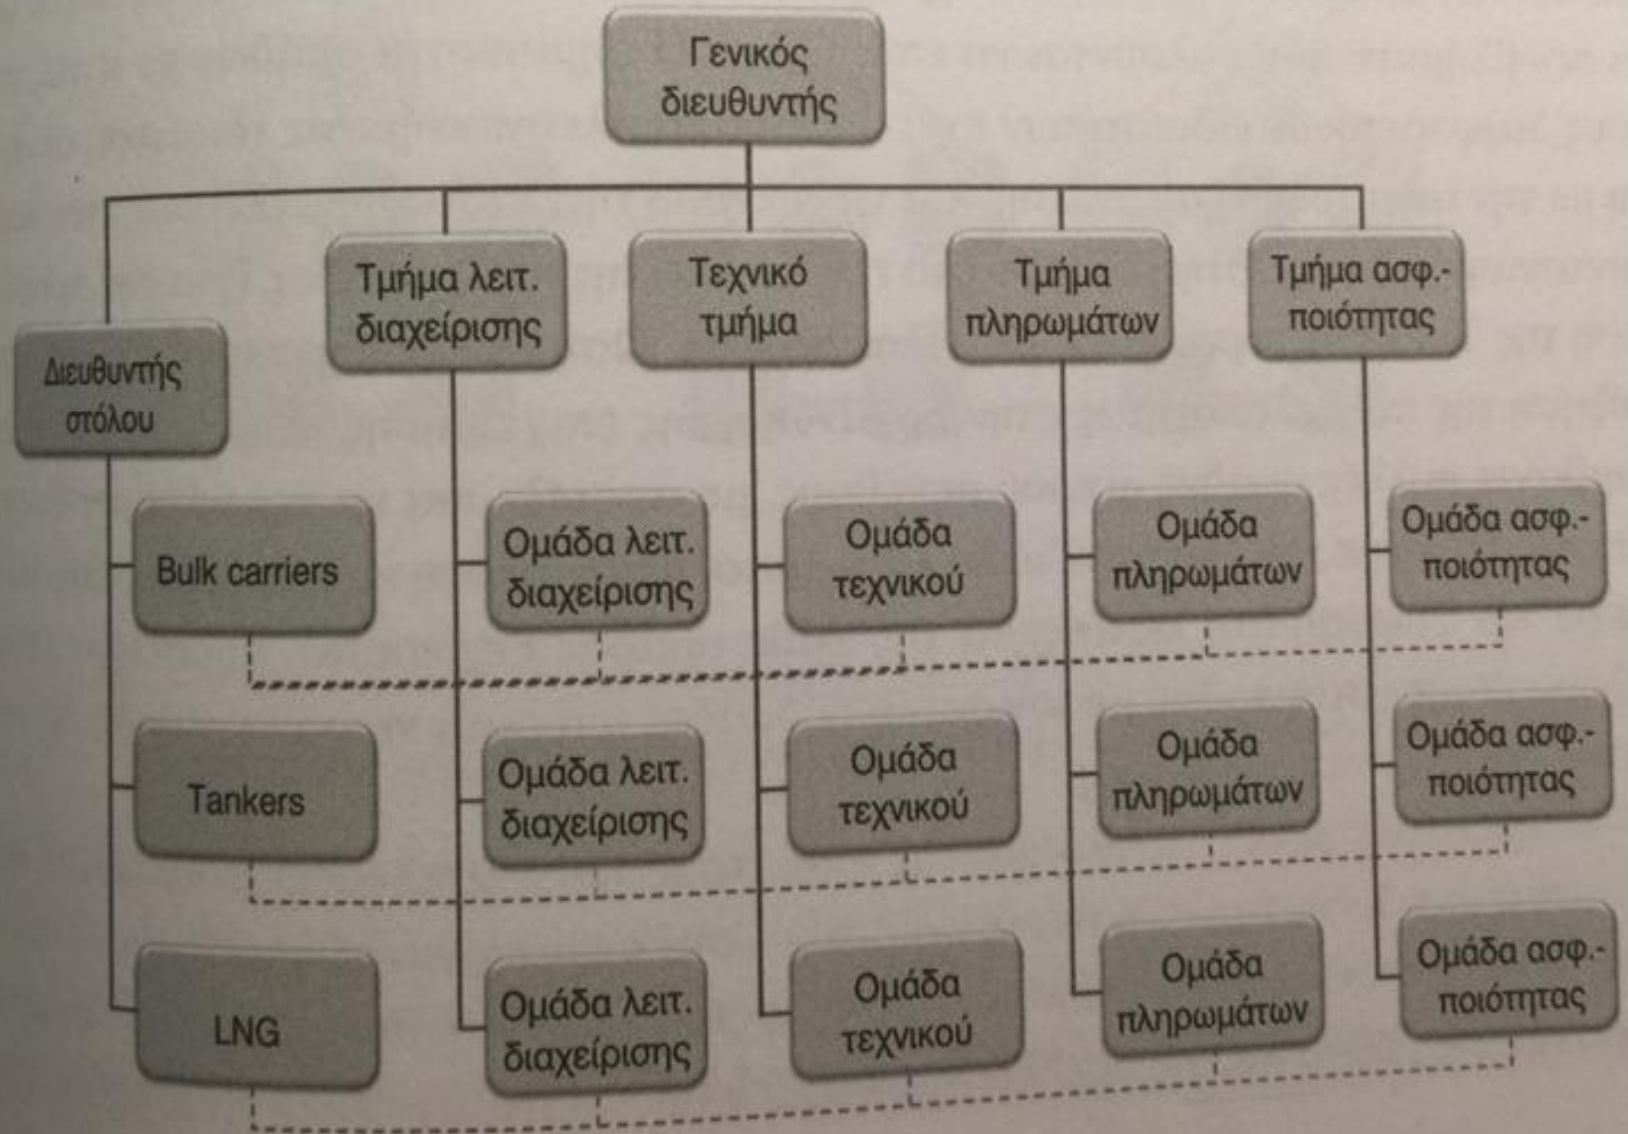 Γενικός
διευθυντής
Διευθυντής
στόλου
Τμήμα λειτ.
διαχείρισης
Τεχνικό
τμήμα
Τμήμα
πληρωμάτων
Τμήμα ασφ.-
ποιότητας
Bulk carriers
Ομάδα λειτ.
διαχείρισης
Ομάδα
τεχνικού
Ομάδα
πληρωμάτων
Ομάδα ασφ.-
ποιότητας
Tankers
Ομάδα λειτ.
διαχείρισης
Ομάδα
τεχνικού
Ομάδα
πληρωμάτων
Ομάδα ασφ.-
ποιότητας
LNG
Ομάδα λειτ.
διαχείρισης
Ομάδα
τεχνικού
Ομάδα
πληρωμάτων
Ομάδα ασφ.-
ποιότητας